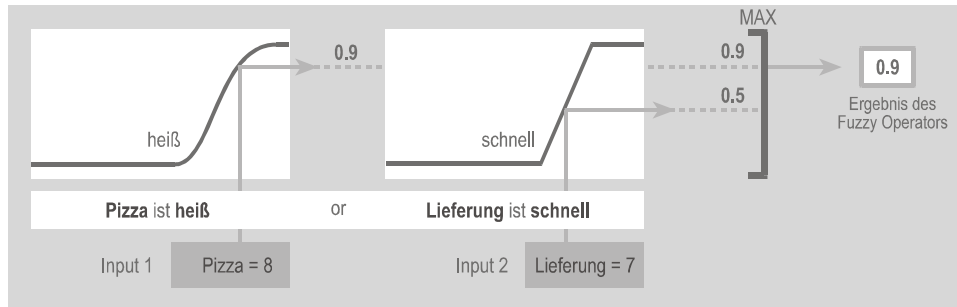 MAX
0.9
0.9
0.9
0.5
Ergebnis des
Fuzzy Operators
heiß
schnell
Pizza ist heiß or Lieferung ist schnell
Input 1 Pizza = 8 Input 2 Lieferung = 7